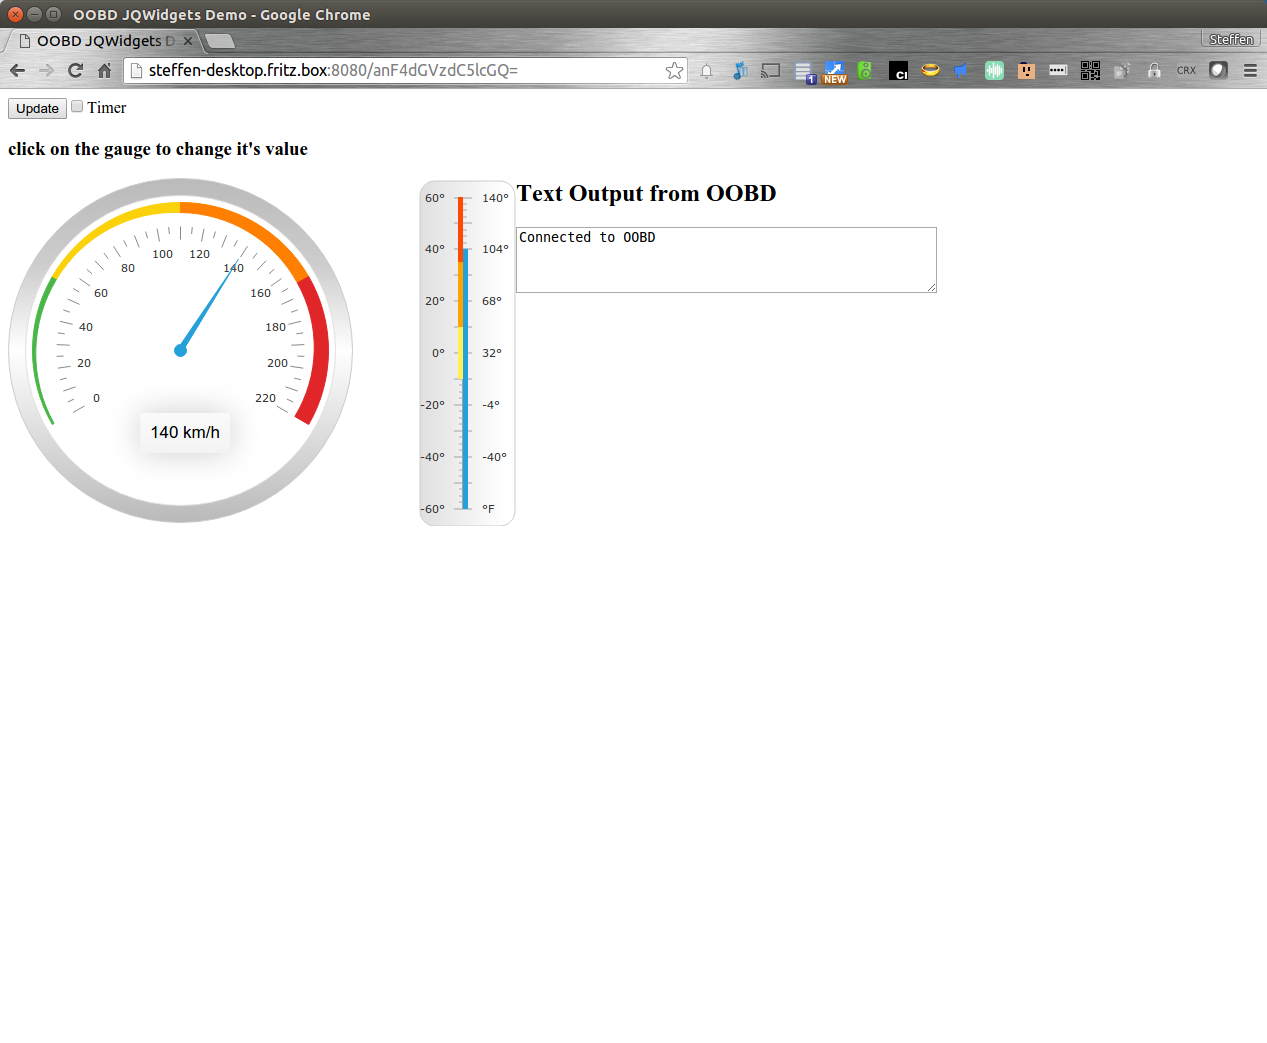 OOBD JQWidgets Demo - Google Chrome
OOBD JQWidgets D
Steffen
steffen-desktop.fritz.box:8080/anF4dGVzdC5lcGQ=
1
NEW
CI
CRX
Update Timer
click on the gauge to change it's value
0
20
40
60
80
100
120
140
160
180
200
220
140 km/h
60° 140°
40° 104°
20° 68°
0° 32°
-20° -4°
-40° -40°
-60° °F
Text Output from OOBD
Connected to OOBD